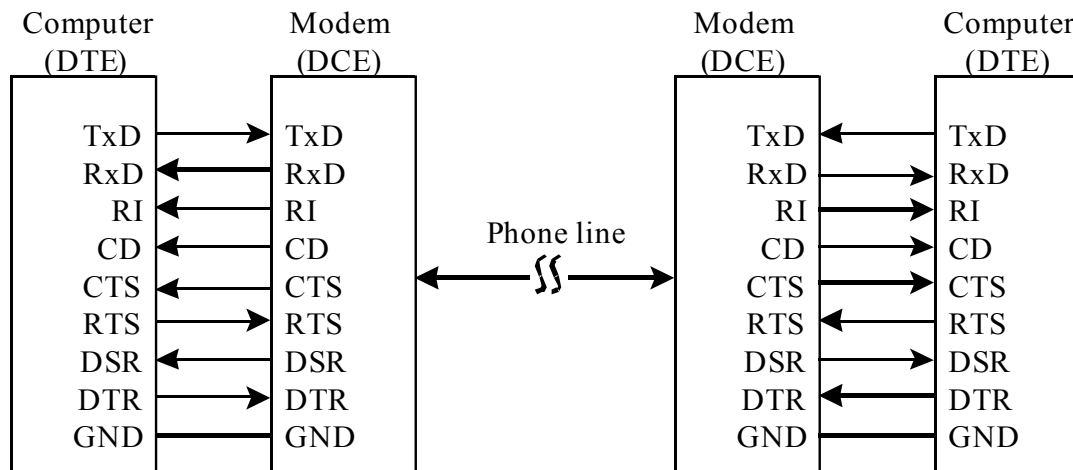 Computer Modem Modem Computer
(DTE) (DCE) (DCE) (DTE)
TxD TxD TxD TxD
RxD RxD RxD RxD
RI RI RI RI
Phone line
CD CD CD CD
CTS CTS CTS CTS
RTS RTS RTS RTS
DSR DSR DSR DSR
DTR DTR DTR DTR
GND GND GND GND